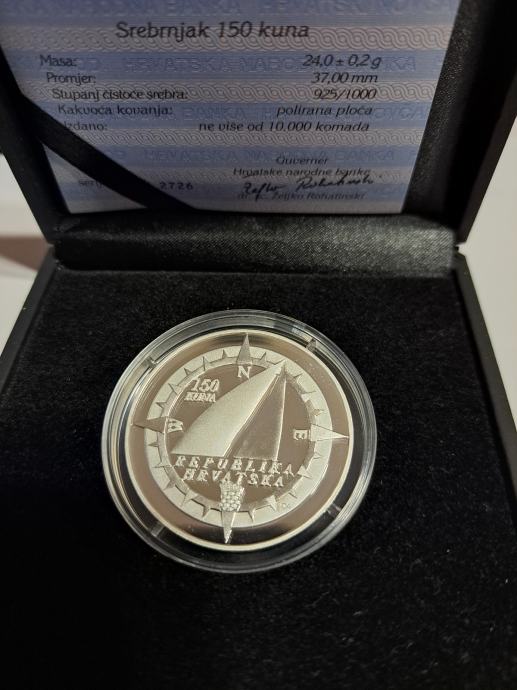 Srebrnjak 150 kuna
Masa: 24,0 ± 0,2 g
Promjer: 37,00 mm
Stupanj čistoće srebra: 925/1000
Kakvoća kovanja: polirana ploča
Izdano: ne više od 10.000 komada
Guverner
Hrvatske narodne banke
2726
Željko Rohatinski
N
150
KUNA
W
E
REPUBLIKA
HRVATSKA